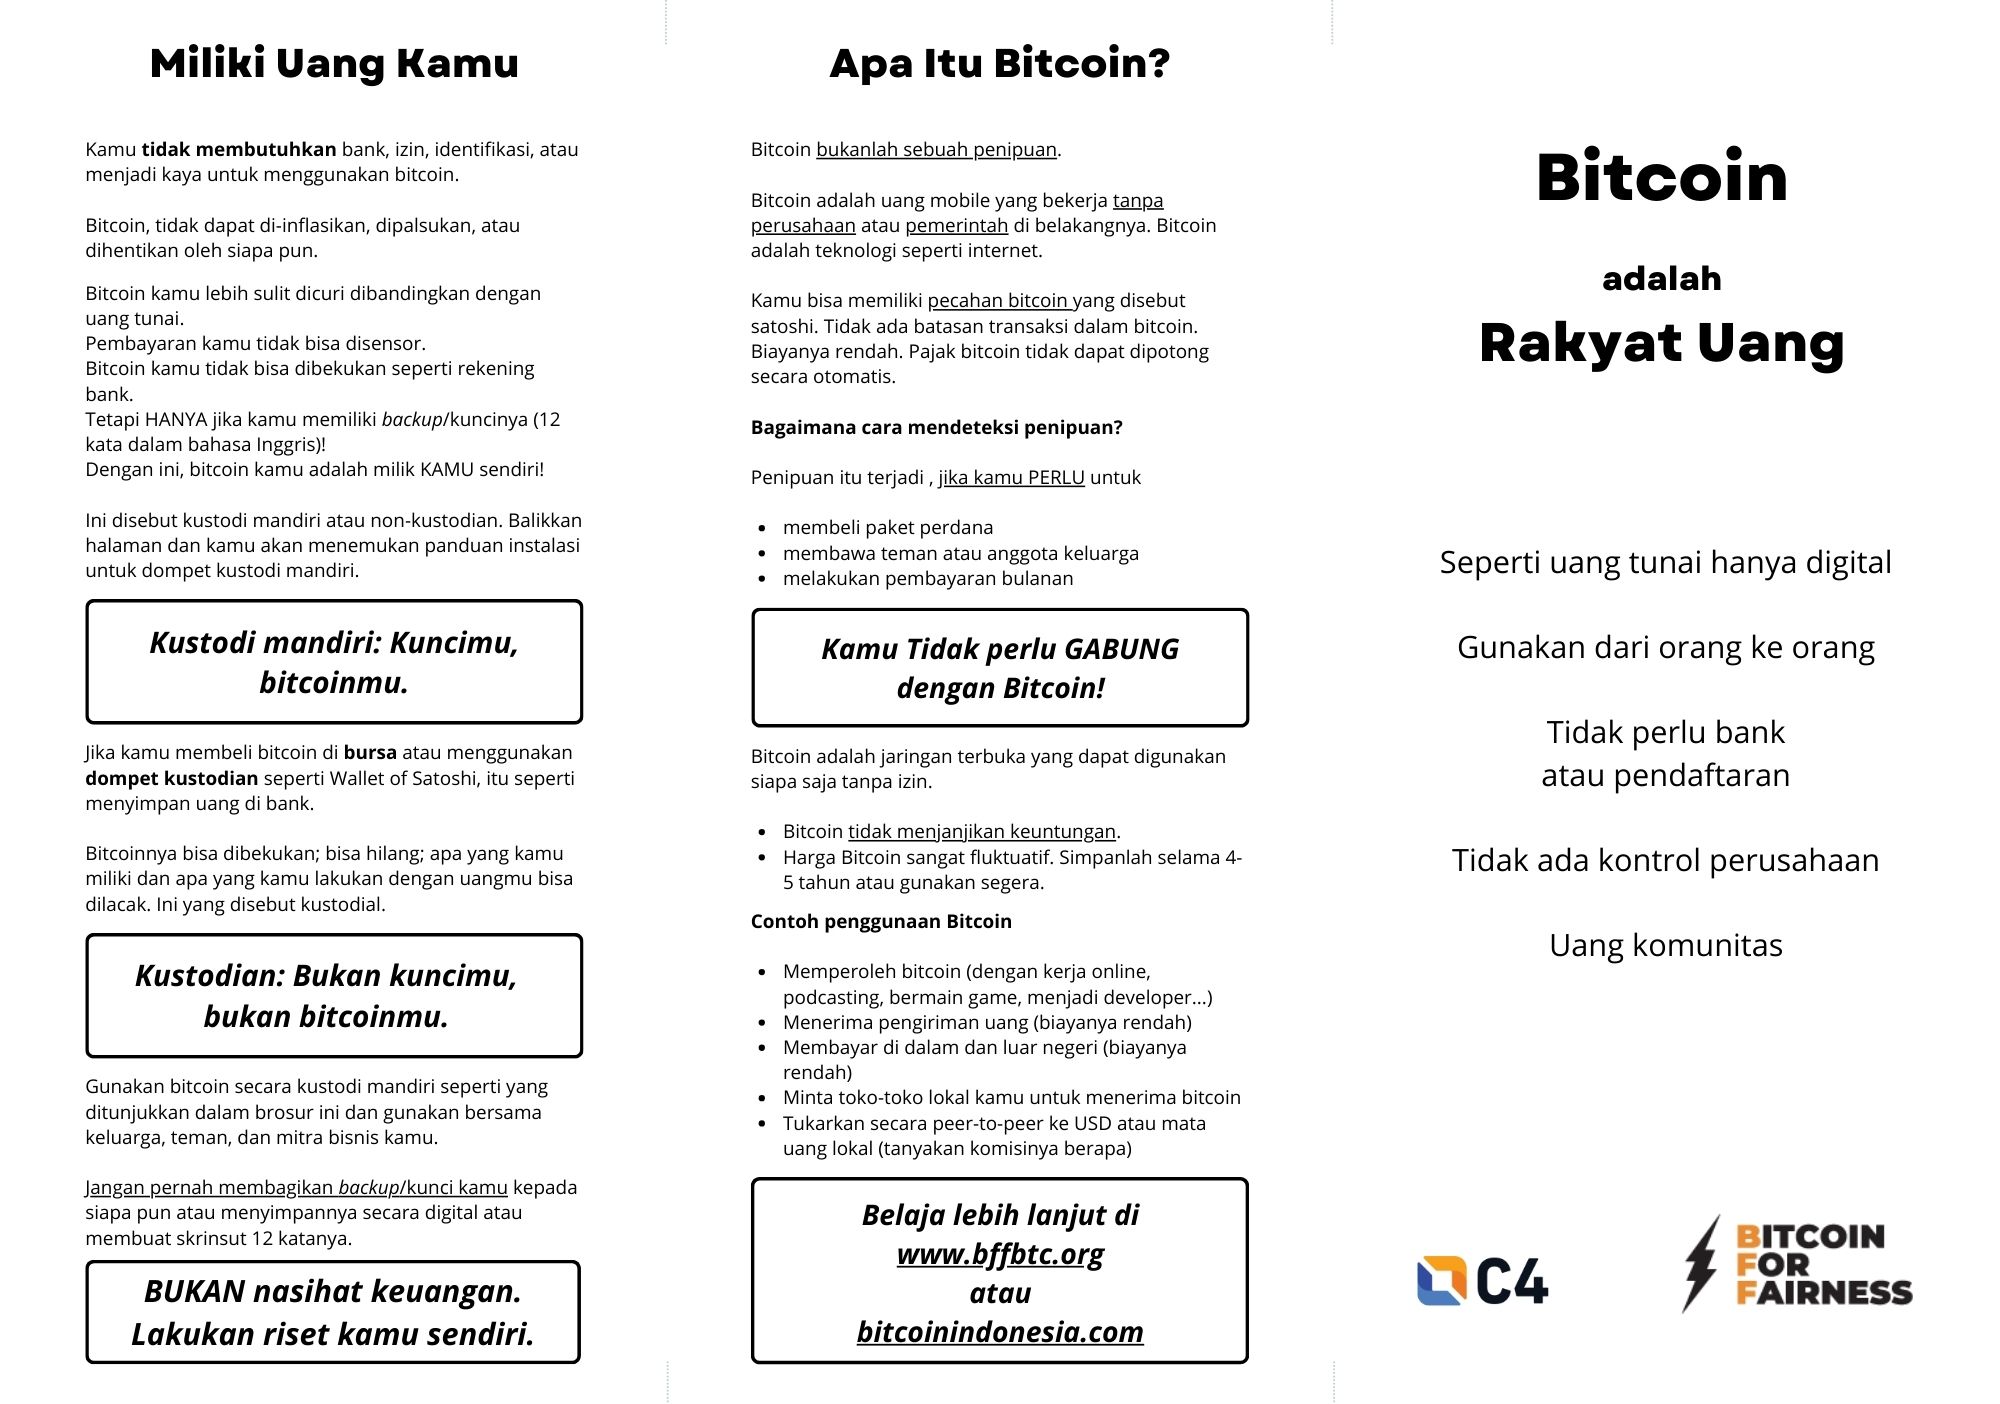 Miliki Uang Kamu
Kamu tidak membutuhkan bank, izin, identifikasi, atau
menjadi kaya untuk menggunakan bitcoin.
Bitcoin, tidak dapat di-inflasikan, dipalsukan, atau
dihentikan oleh siapa pun.
Bitcoin kamu lebih sulit dicuri dibandingkan dengan
uang tunai.
Pembayaran kamu tidak bisa disensor.
Bitcoin kamu tidak bisa dibekukan seperti rekening
bank.
Tetapi HANYA jika kamu memiliki backup/kuncinya (12
kata dalam bahasa Inggris)!
Dengan ini, bitcoin kamu adalah milik KAMU sendiri!
Ini disebut kustodi mandiri atau non-kustodian. Balikkan
halaman dan kamu akan menemukan panduan instalasi
untuk dompet kustodi mandiri.
Kustodi mandiri: Kuncimu,
bitcoinmu.
Jika kamu membeli bitcoin di bursa atau menggunakan
dompet kustodian seperti Wallet of Satoshi, itu seperti
menyimpan uang di bank.
Bitcoinnya bisa dibekukan; bisa hilang; apa yang kamu
miliki dan apa yang kamu lakukan dengan uangmu bisa
dilacak. Ini yang disebut kustodial.
Kustodian: Bukan kuncimu,
bukan bitcoinmu.
Gunakan bitcoin secara kustodi mandiri seperti yang
ditunjukkan dalam brosur ini dan gunakan bersama
keluarga, teman, dan mitra bisnis kamu.
Jangan pernah membagikan backup/kunci kamu kepada
siapa pun atau menyimpannya secara digital atau
membuat skrinsut 12 katanya.
BUKAN nasihat keuangan.
Lakukan riset kamu sendiri.
Apa Itu Bitcoin?
Bitcoin bukanlah sebuah penipuan.
Bitcoin adalah uang mobile yang bekerja tanpa
perusahaan atau pemerintah di belakangnya. Bitcoin
adalah teknologi seperti internet.
Kamu bisa memiliki pecahan bitcoin yang disebut
satoshi. Tidak ada batasan transaksi dalam bitcoin.
Biayanya rendah. Pajak bitcoin tidak dapat dipotong
secara otomatis.
Bagaimana cara mendeteksi penipuan?
Penipuan itu terjadi , jika kamu PERLU untuk
• membeli paket perdana
• membawa teman atau anggota keluarga
• melakukan pembayaran bulanan
Kamu Tidak perlu GABUNG
dengan Bitcoin!
Bitcoin adalah jaringan terbuka yang dapat digunakan
siapa saja tanpa izin.
• Bitcoin tidak menjanjikan keuntungan.
• Harga Bitcoin sangat fluktuatif. Simpanlah selama 4-
5 tahun atau gunakan segera.
Contoh penggunaan Bitcoin
• Memperoleh bitcoin (dengan kerja online,
podcasting, bermain game, menjadi developer...)
• Menerima pengiriman uang (biayanya rendah)
• Membayar di dalam dan luar negeri (biayanya
rendah)
• Minta toko-toko lokal kamu untuk menerima bitcoin
• Tukarkan secara peer-to-peer ke USD atau mata
uang lokal (tanyakan komisinya berapa)
Belaja lebih lanjut di
www.bffbtc.org
atau
bitcoinindonesia.com
Bitcoin
adalah
Rakyat Uang
Seperti uang tunai hanya digital
Gunakan dari orang ke orang
Tidak perlu bank
atau pendaftaran
Tidak ada kontrol perusahaan
Uang komunitas
C4
BITCOIN
FOR
FAIRNESS